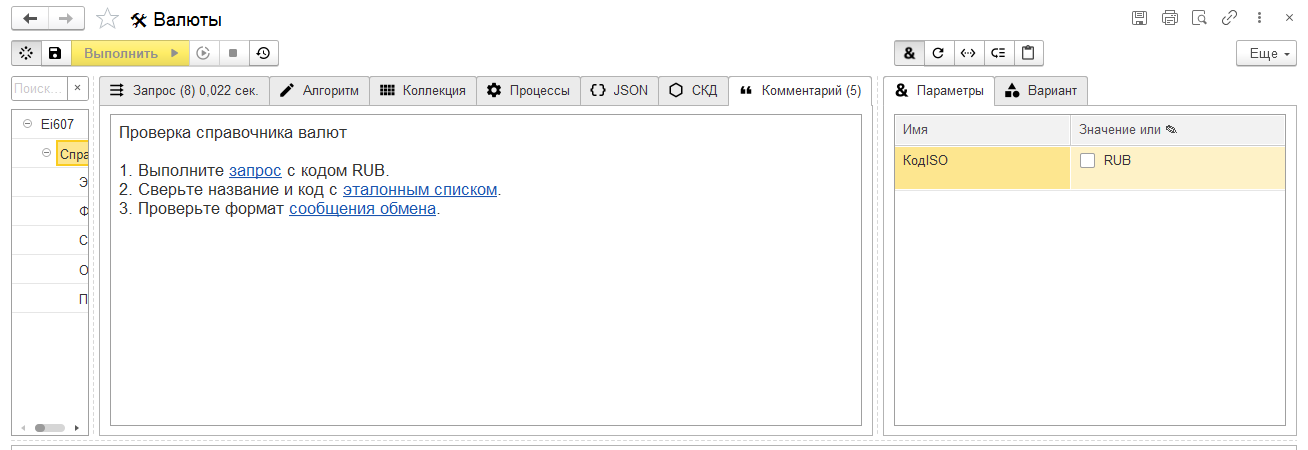 Валюты
Выполнить
Еще
Поиск...
Запрос (8) 0,022 сек.
Алгоритм
Коллекция
Процессы
JSON
СКД
Комментарий (5)
Параметры
Вариант
Ei607
Спра
Э
Ф
С
О
П
Проверка справочника валют
1. Выполните запрос с кодом RUB.
2. Сверьте название и код с эталонным списком.
3. Проверьте формат сообщения обмена.
Имя
Значение или
КодISO
RUB